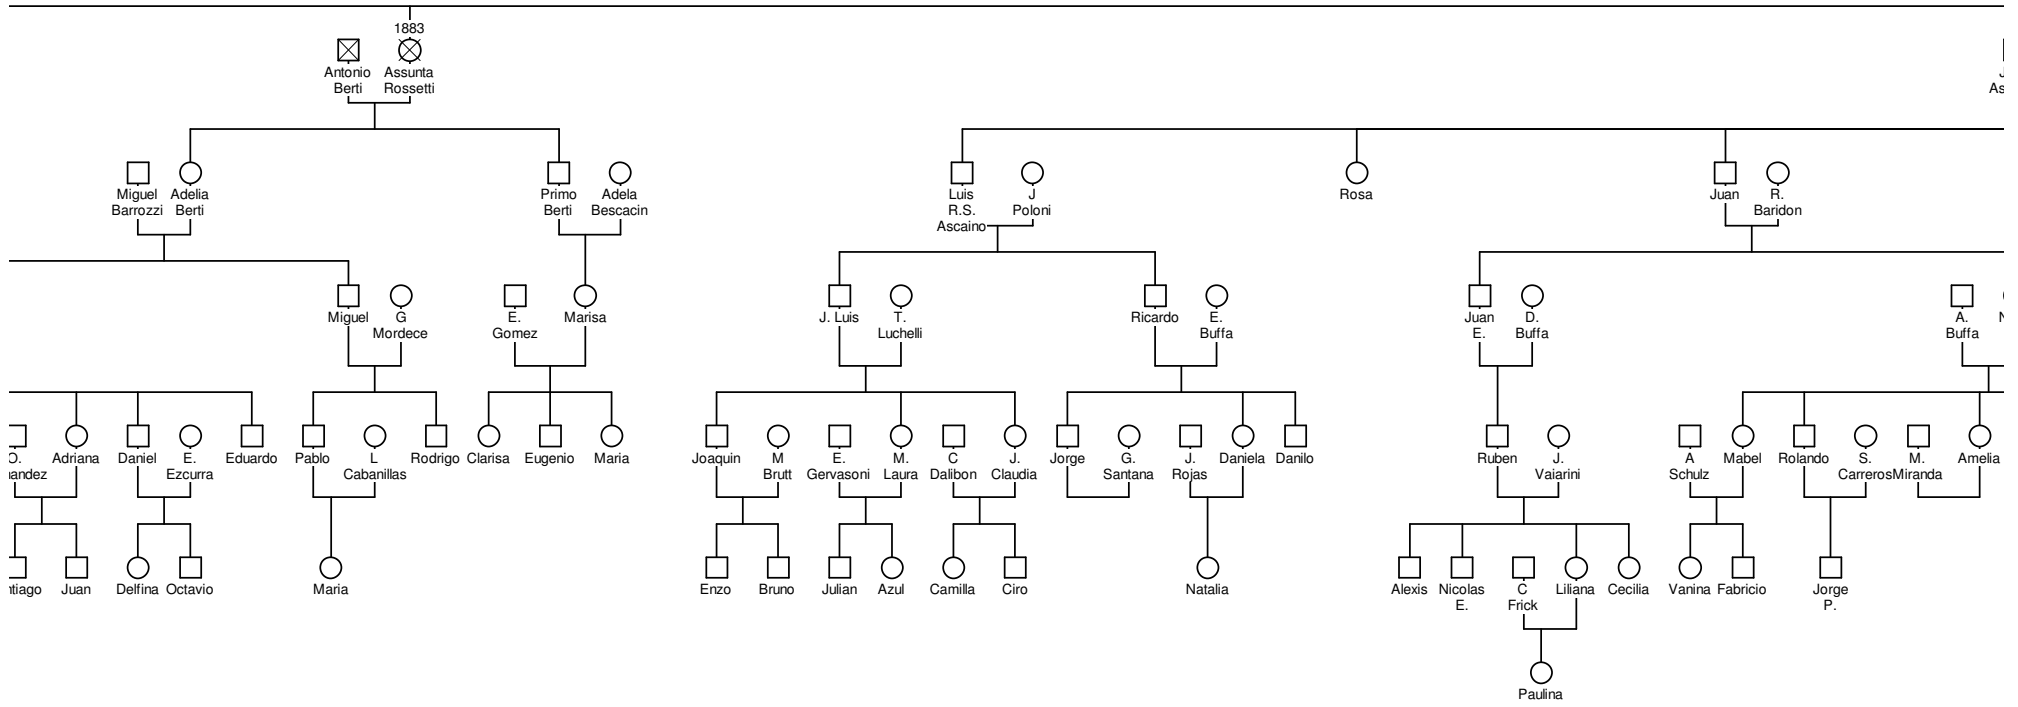 1883
Antonio
Berti
Assunta
Rossetti
As
Miguel
Barrozzi
Adelia
Berti
Primo
Berti
Adela
Bescacin
Luis
R.S.
Ascaino
J
Poloni
Rosa
Juan
R.
Baridon
Miguel
G
Mordece
E.
Gomez
Marisa
J. Luis
T.
Luchelli
Ricardo
E.
Buffa
Juan
E.
D.
Buffa
A.
Buffa
O.
nandez
Adriana
Daniel
E.
Ezcurra
Eduardo
Pablo
L
Cabanillas
Rodrigo
Clarisa
Eugenio
Maria
Joaquin
M
Brutt
E.
Gervasoni
M.
Laura
C
Dalibon
J.
Claudia
Jorge
G.
Santana
J.
Rojas
Daniela
Danilo
Ruben
J.
Vaiarini
A
Schulz
Mabel
Rolando
S.
Carreros
M.
Miranda
Amelia
ntiago
Juan
Delfina
Octavio
Maria
Enzo
Bruno
Julian
Azul
Camilla
Ciro
Natalia
Alexis
Nicolas
E.
C
Frick
Liliana
Cecilia
Vanina
Fabricio
Jorge
P.
Paulina